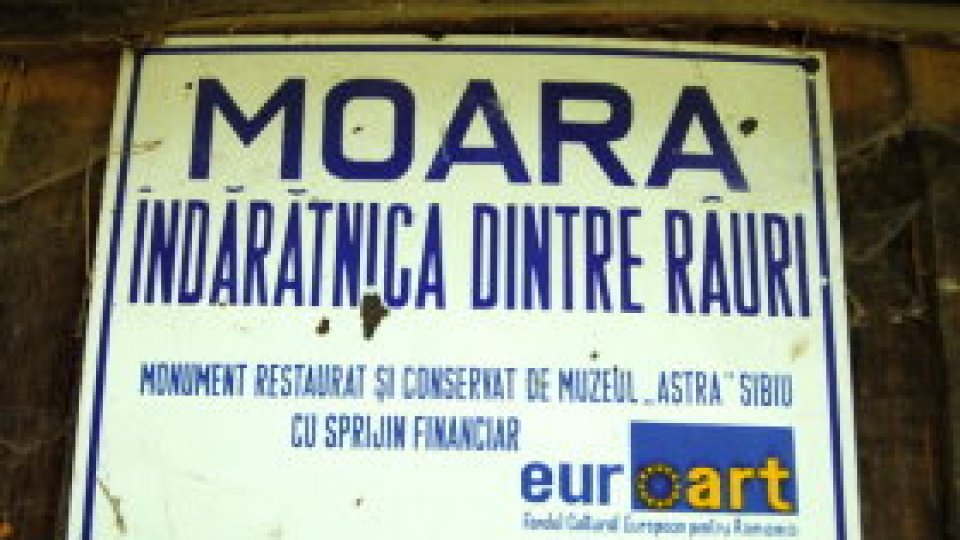 MOARA
ÎNDĂRĂTNICA DINTRE RÂURI
MONUMENT RESTAURAT ȘI CONSERVAT DE MUZEUL „ASTRA" SIBIU
CU SPRIJIN FINANCIAR
euroart
Fondul Cultural European pentru Romania